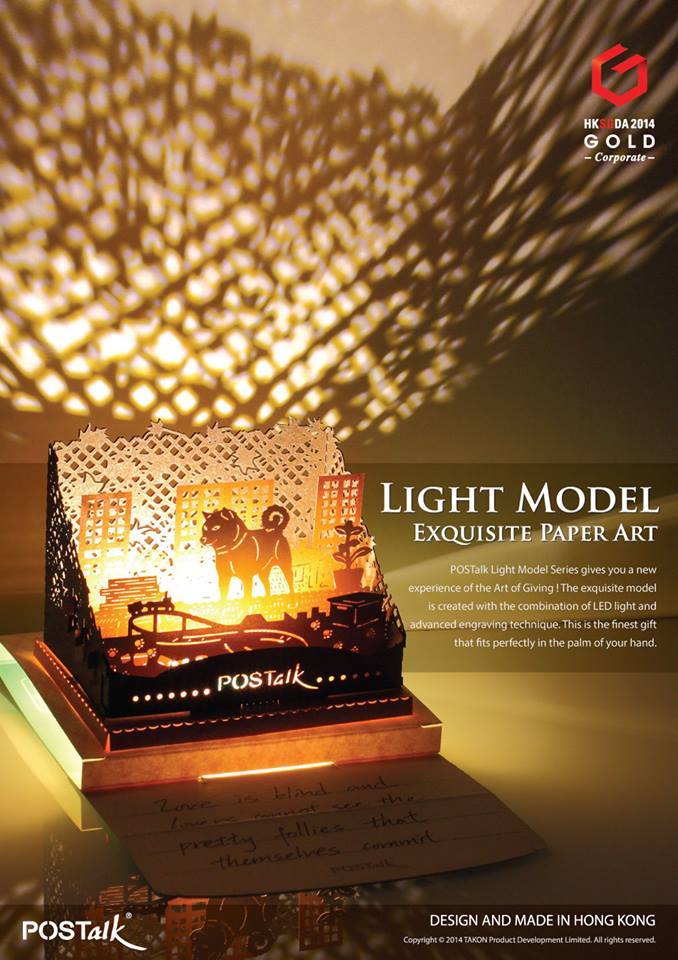 HKSGDA 2014
GOLD
– Corporate –
LIGHT MODEL
EXQUISITE PAPER ART
POSTalk Light Model Series gives you a new
experience of the Art of Giving ! The exquisite model
is created with the combination of LED light and
advanced engraving technique. This is the finest gift
that fits perfectly in the palm of your hand.
POSTalk
Love is blind and
lovers cannot see the
pretty follies that
themselves commit
POSTalk
POSTalk®
DESIGN AND MADE IN HONG KONG
Copyright © 2014 TAKON Product Development Limited. All rights reserved.